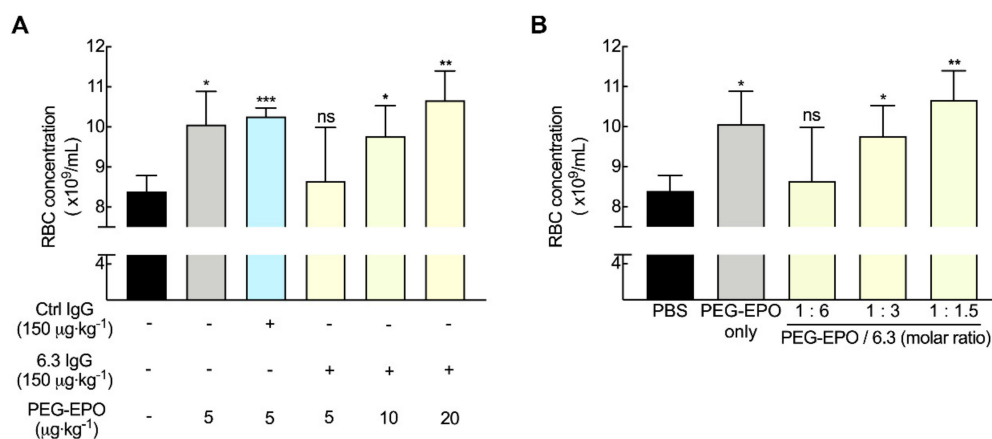 A
RBC concentration
( x10⁹/mL)
12
11
10
9
8
4
*
***
ns
*
**
Ctrl IgG
(150 μg·kg⁻¹)
- - + - - -
6.3 IgG
(150 μg·kg⁻¹)
- - - + + +
PEG-EPO
(μg·kg⁻¹)
- 5 5 5 10 20
B
RBC concentration
( x10⁹/mL)
12
11
10
9
8
4
*
ns
*
**
PBS
PEG-EPO
only
1 : 6 1 : 3 1 : 1.5
PEG-EPO / 6.3 (molar ratio)